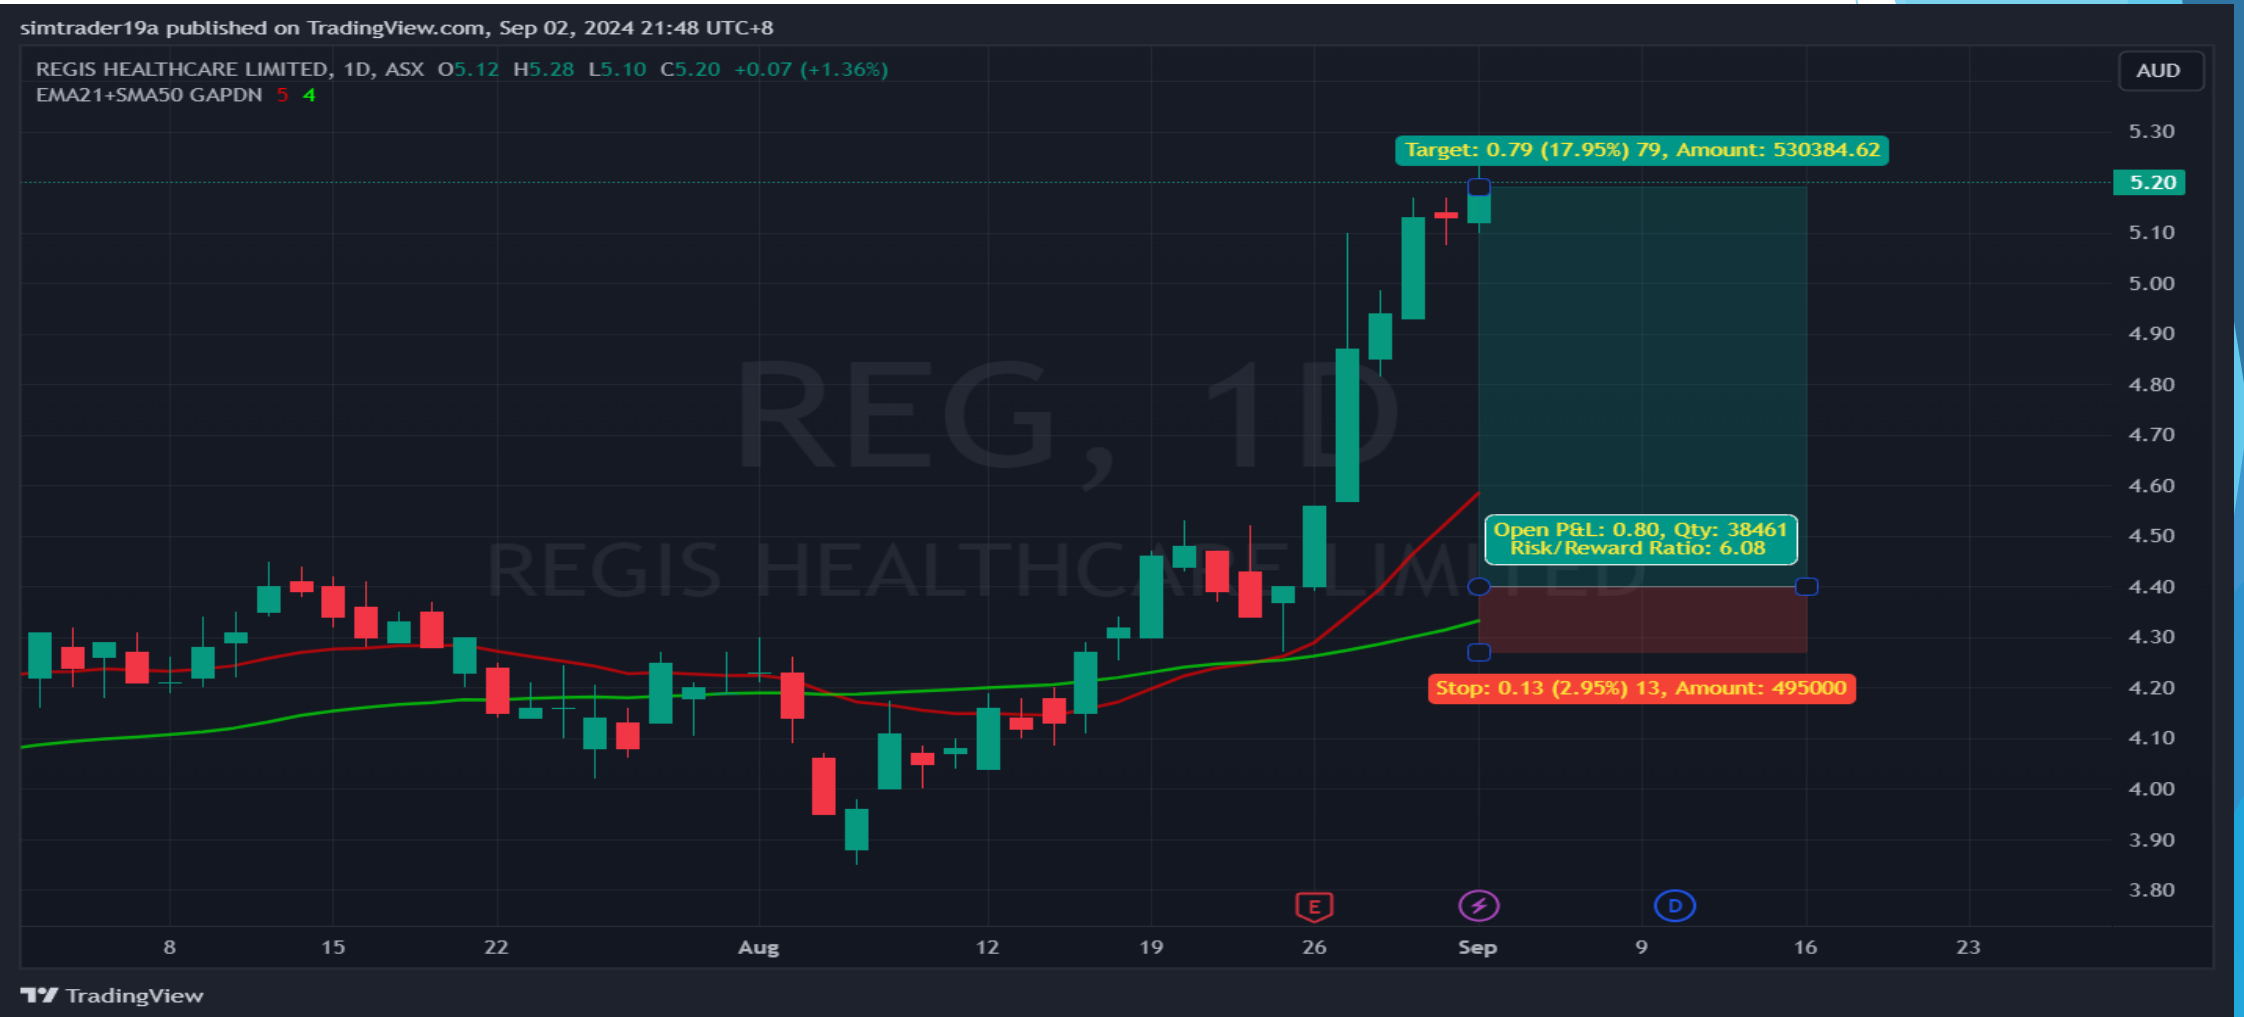 simtrader19a published on TradingView.com, Sep 02, 2024 21:48 UTC+8
REGIS HEALTHCARE LIMITED, 1D, ASX O5.12 H5.28 L5.10 C5.20 +0.07 (+1.36%)
AUD
EMA21+SMA50 GAPDN 5 4
5.30
Target: 0.79 (17.95%) 79, Amount: 530384.62
5.20
5.10
5.00
4.90
4.80
REG, 1D
4.70
4.60
Open P&L: 0.80, Qty: 38461
Risk/Reward Ratio: 6.08
4.50
REGIS HEALTHCARE LIMITED
4.40
4.30
Stop: 0.13 (2.95%) 13, Amount: 495000
4.20
4.10
4.00
3.90
3.80
E D
8 15 22 Aug 12 19 26 Sep 9 16 23
TradingView